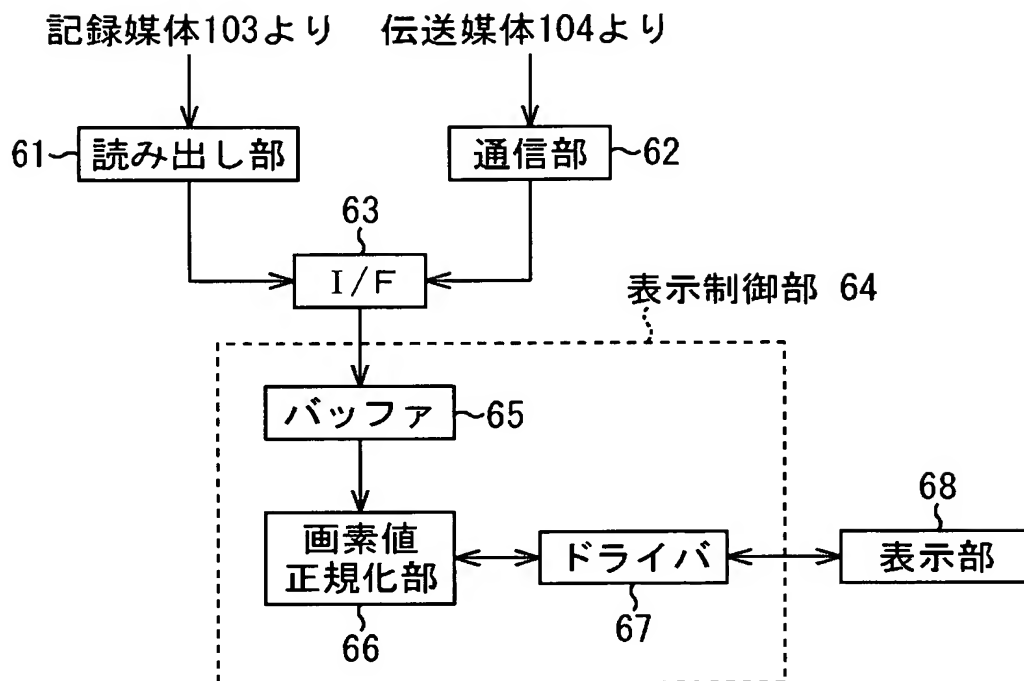 記録媒体103より
伝送媒体104より
61
読み出し部
通信部
62
63
I/F
表示制御部 64
バッファ
65
画素値
正規化部
66
ドライバ
67
68
表示部